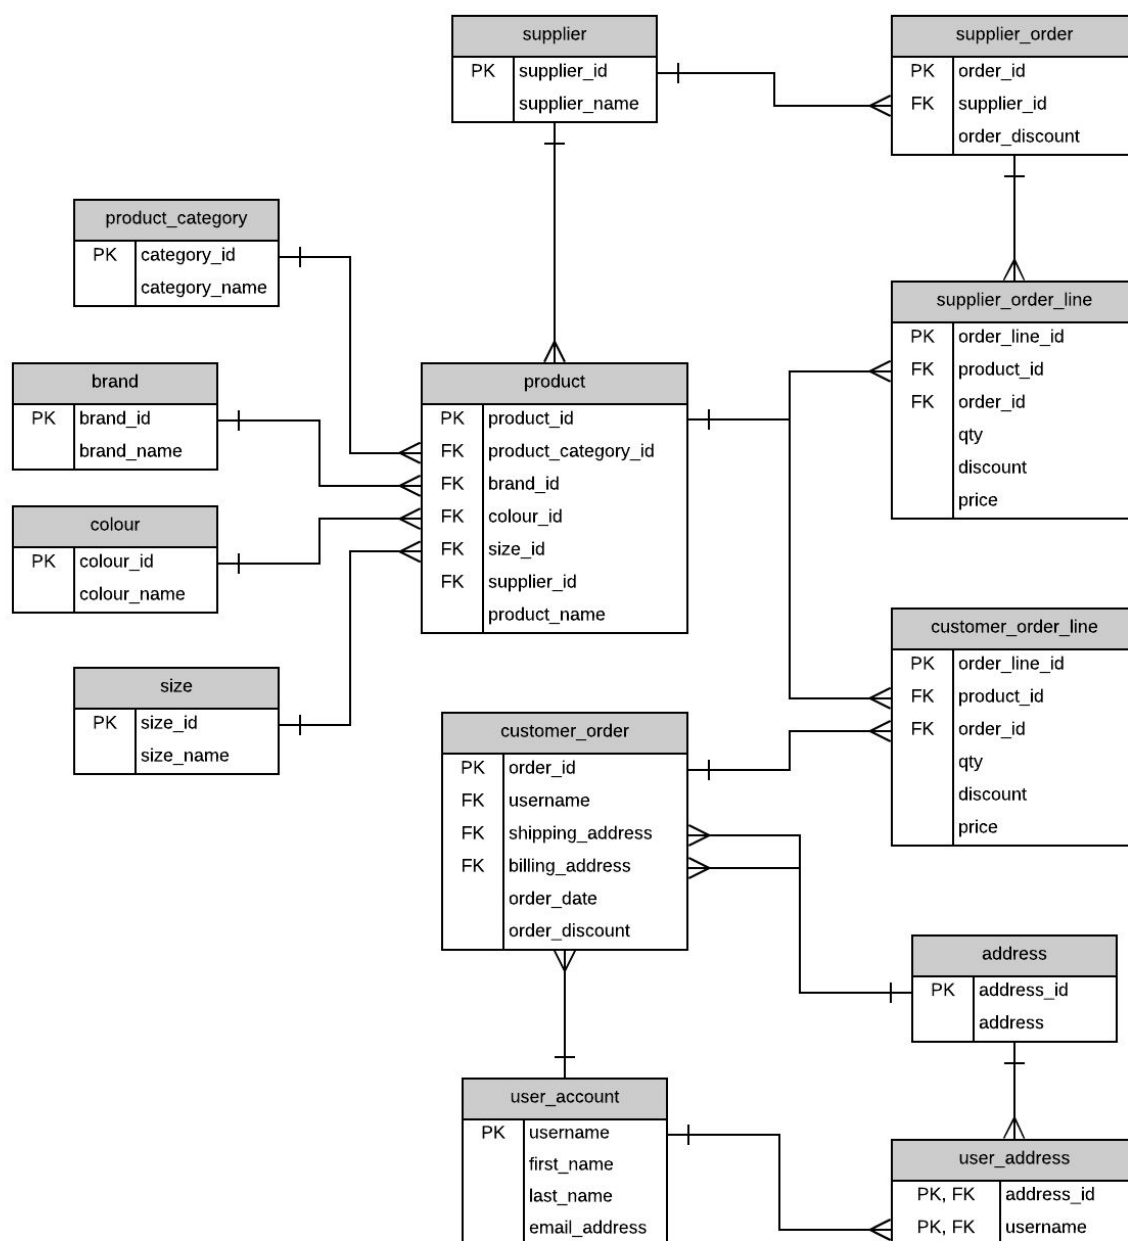 supplier
PK supplier_id
supplier_name
supplier_order
PK order_id
FK supplier_id
order_discount
product_category
PK category_id
category_name
supplier_order_line
PK order_line_id
FK product_id
FK order_id
qty
discount
price
brand
PK brand_id
brand_name
product
PK product_id
FK product_category_id
FK brand_id
FK colour_id
FK size_id
FK supplier_id
product_name
colour
PK colour_id
colour_name
customer_order_line
PK order_line_id
FK product_id
FK order_id
qty
discount
price
size
PK size_id
size_name
customer_order
PK order_id
FK username
FK shipping_address
FK billing_address
order_date
order_discount
address
PK address_id
address
user_account
PK username
first_name
last_name
email_address
user_address
PK, FK address_id
PK, FK username